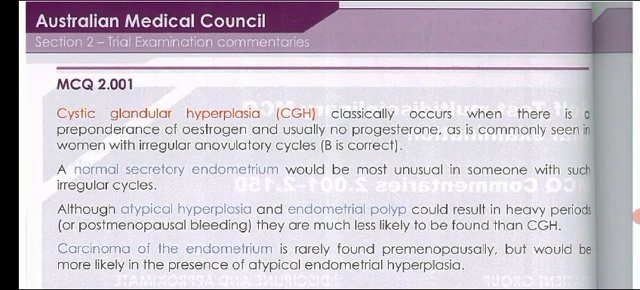 Australian Medical Council
Section 2 – Trial Examination commentaries
MCQ 2.001
Cystic glandular hyperplasia (CGH) classically occurs when there is a
preponderance of oestrogen and usually no progesterone, as is commonly seen in
women with irregular anovulatory cycles (B is correct).
A normal secretory endometrium would be most unusual in someone with such
irregular cycles.
Although atypical hyperplasia and endometrial polyp could result in heavy periods
(or postmenopausal bleeding) they are much less likely to be found than CGH.
Carcinoma of the endometrium is rarely found premenopausally, but would be
more likely in the presence of atypical endometrial hyperplasia.